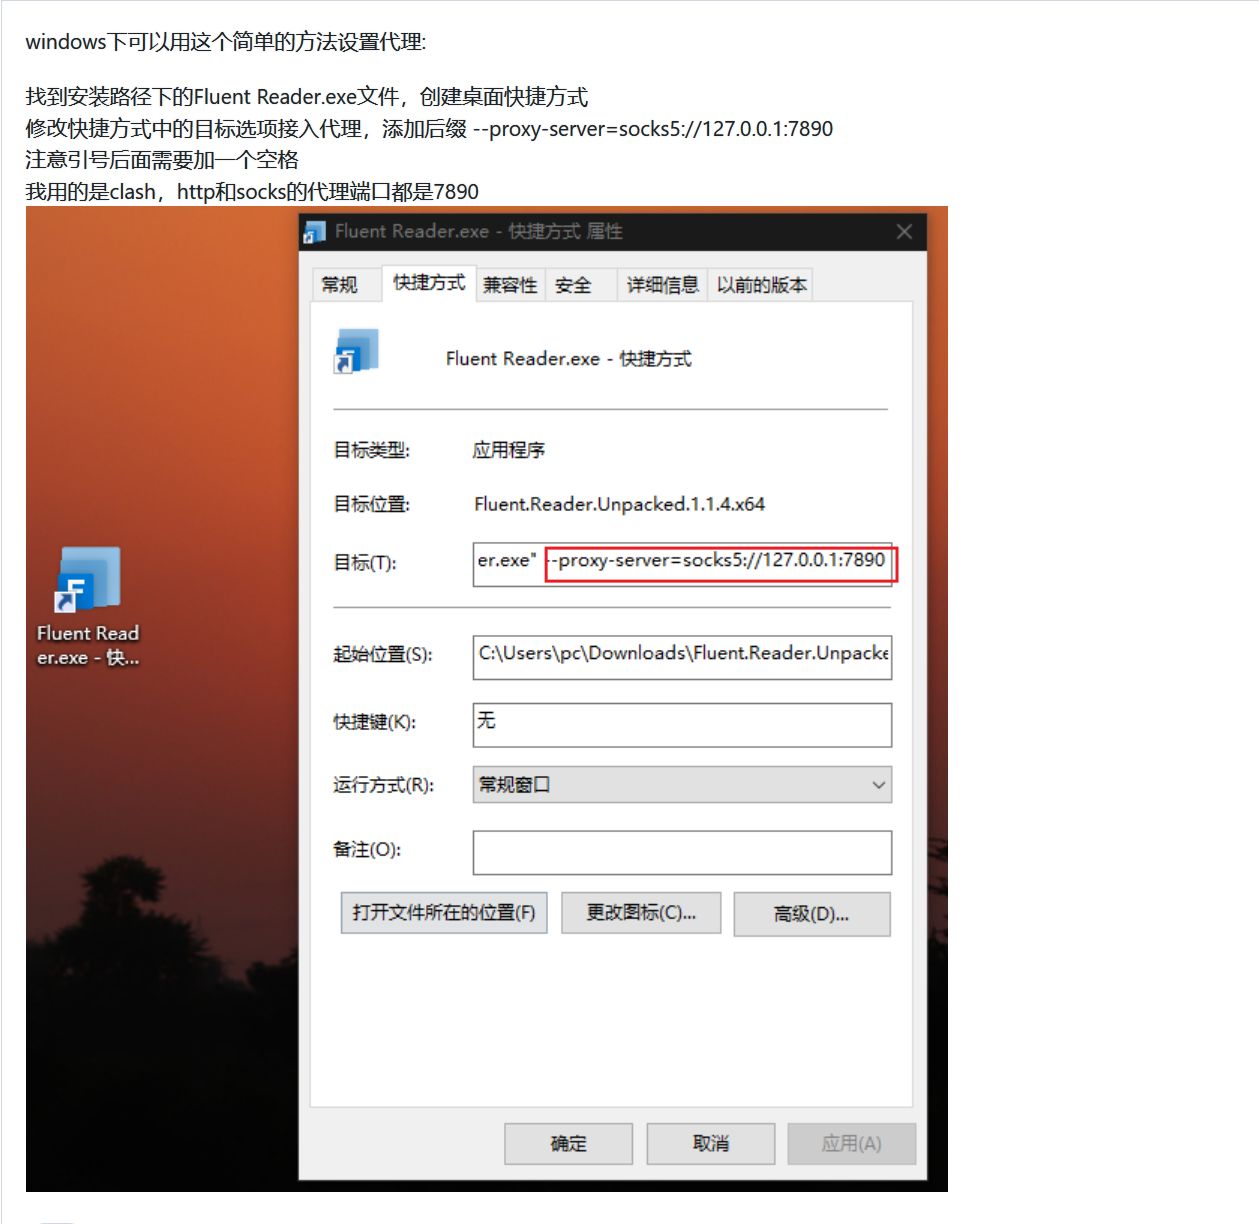 windows下可以用这个简单的方法设置代理:
找到安装路径下的Fluent Reader.exe文件，创建桌面快捷方式
修改快捷方式中的目标选项接入代理，添加后缀 --proxy-server=socks5://127.0.0.1:7890
注意引号后面需要加一个空格
我用的是clash，http和socks的代理端口都是7890
Fluent Reader.exe - 快捷方式 属性
常规 快捷方式 兼容性 安全 详细信息 以前的版本
Fluent Reader.exe - 快捷方式
目标类型: 应用程序
目标位置: Fluent.Reader.Unpacked.1.1.4.x64
目标(T): er.exe" --proxy-server=socks5://127.0.0.1:7890
Fluent Read
er.exe - 快...
起始位置(S): C:\Users\pc\Downloads\Fluent.Reader.Unpacke
快捷键(K): 无
运行方式(R): 常规窗口
备注(O):
打开文件所在的位置(F) 更改图标(C)... 高级(D)...
确定 取消 应用(A)